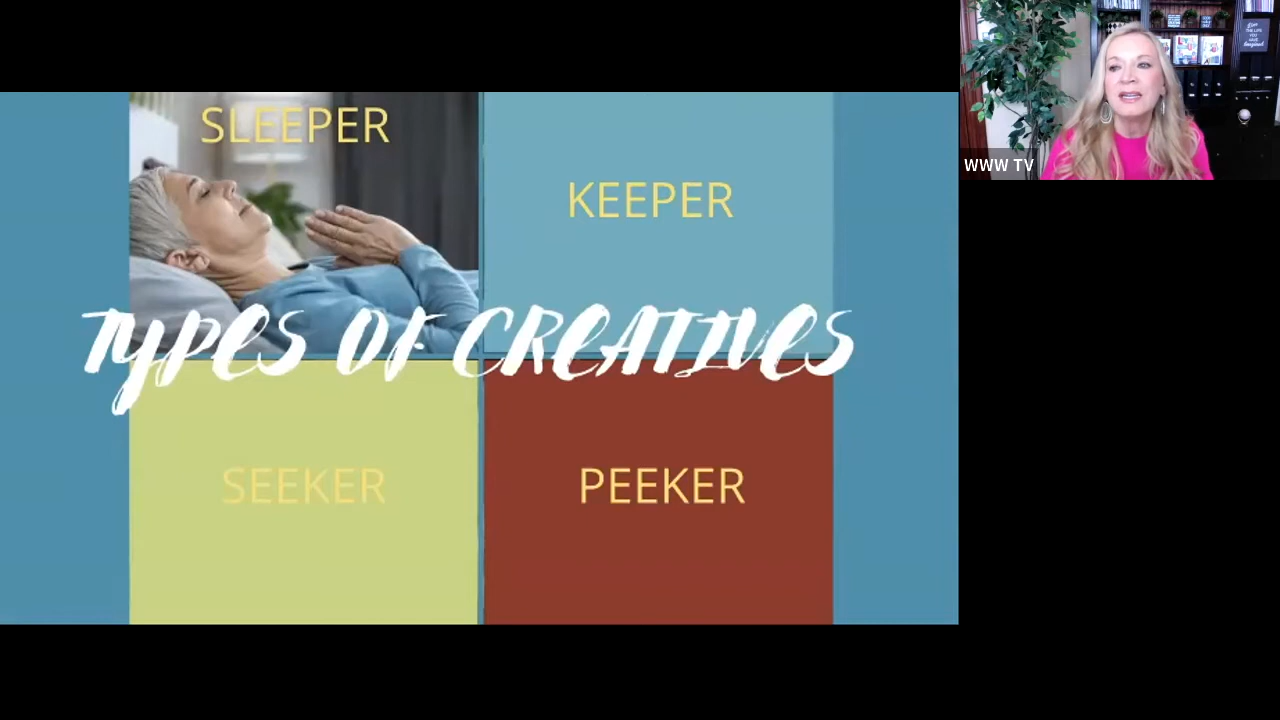 SLEEPER
KEEPER
TYPES OF CREATIVES
SEEKER
PEEKER
WWW TV